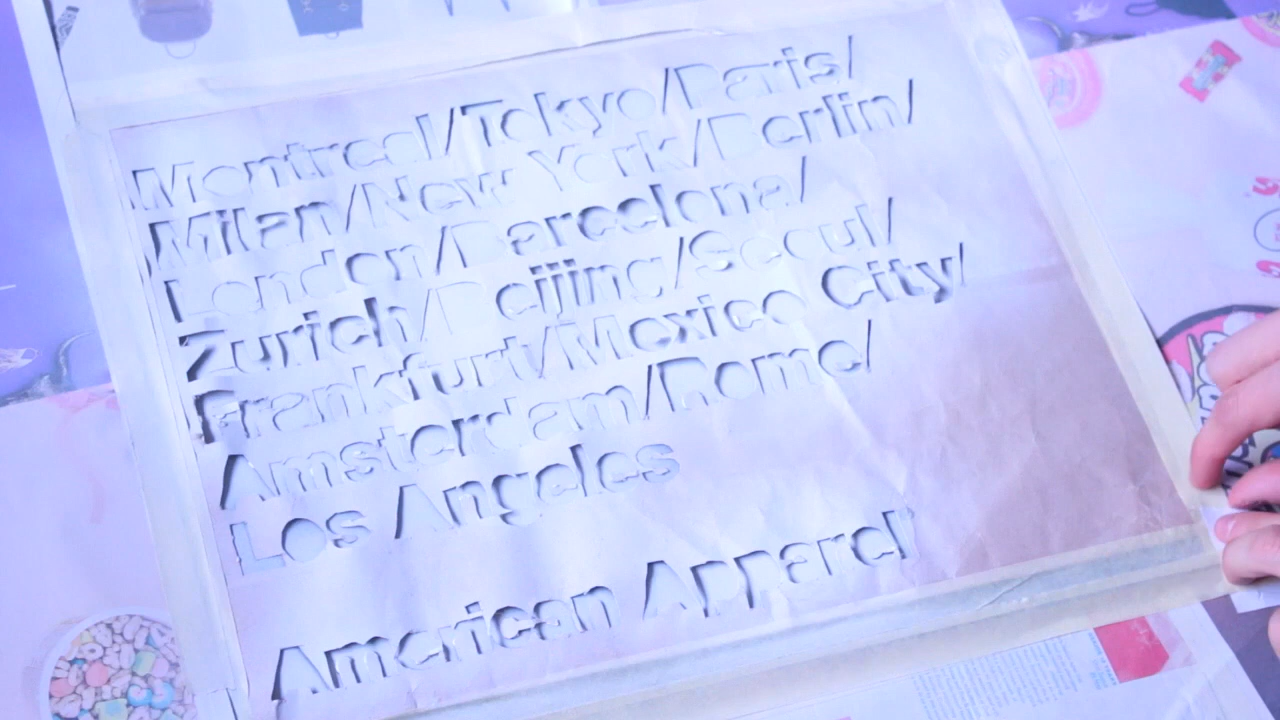 Montreal/Tokyo/Paris/
Milan/New York/Berlin/
London/Barcelona/
Zurich/Beijing/Seoul/
Frankfurt/Mexico City/
Amsterdam/Rome/
Los Angeles
American Apparel